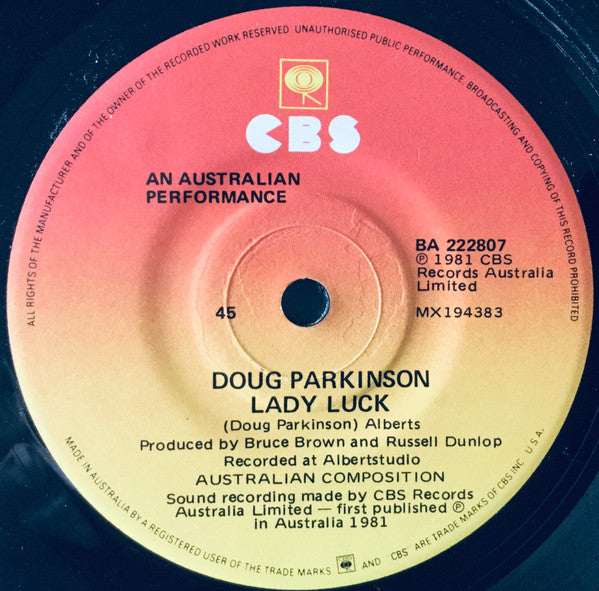 ALL RIGHTS OF THE MANUFACTURER AND OF THE OWNER OF THE RECORDED WORK RESERVED. UNAUTHORISED PUBLIC PERFORMANCE, BROADCASTING AND COPYING OF THIS RECORD PROHIBITED
CBS
AN AUSTRALIAN
PERFORMANCE
BA 222807
Ⓟ 1981 CBS
Records Australia
Limited
45
MX194383
DOUG PARKINSON
LADY LUCK
(Doug Parkinson) Alberts
Produced by Bruce Brown and Russell Dunlop
Recorded at Albertstudio
AUSTRALIAN COMPOSITION
Sound recording made by CBS Records
Australia Limited — first published Ⓟ
in Australia 1981
MADE IN AUSTRALIA BY A REGISTERED USER OF THE TRADE MARKS AND "CBS" ARE TRADE MARKS OF CBS INC. U.S.A.